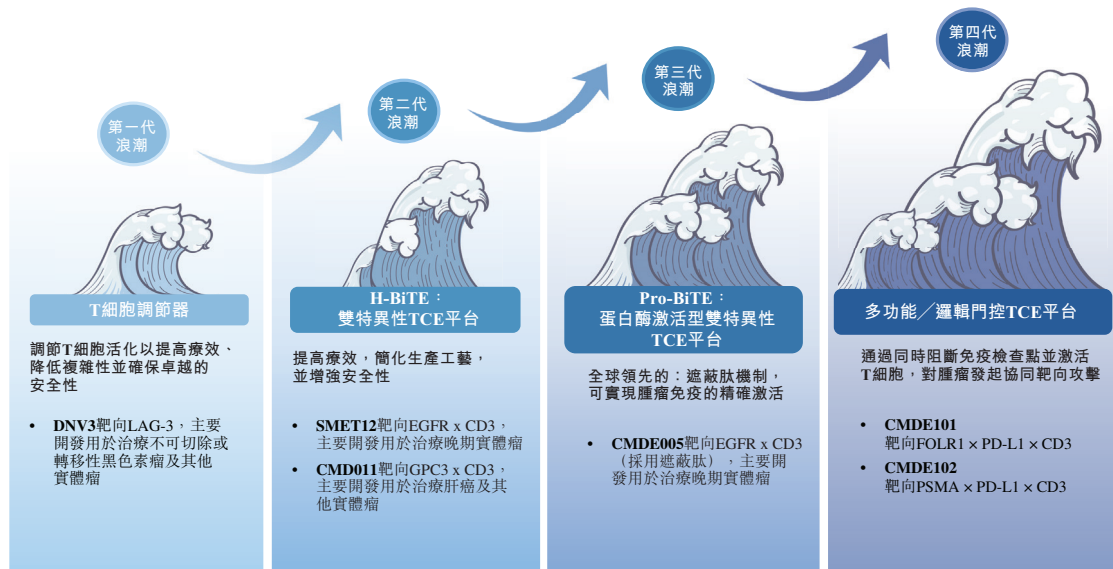 第一代
浪潮
T細胞調節器
調節T細胞活化以提高療效、
降低複雜性並確保卓越的
安全性
• DNV3靶向LAG-3，主要
開發用於治療不可切除或
轉移性黑色素瘤及其他
實體瘤
第二代
浪潮
H-BiTE：
雙特異性TCE平台
提高療效，簡化生產工藝，
並增強安全性
• SMET12靶向EGFR x CD3，
主要開發用於治療晚期實體瘤
• CMD011靶向GPC3 x CD3，
主要開發用於治療肝癌及其
他實體瘤
第三代
浪潮
Pro-BiTE：
蛋白酶激活型雙特異性
TCE平台
全球領先的：遮蔽肽機制，
可實現腫瘤免疫的精確激活
• CMDE005靶向EGFR x CD3
（採用遮蔽肽），主要開
發用於治療晚期實體瘤
第四代
浪潮
多功能／邏輯門控TCE平台
通過同時阻斷免疫檢查點並激活
T細胞，對腫瘤發起協同靶向攻擊
• CMDE101
靶向FOLR1 × PD-L1 × CD3
• CMDE102
靶向PSMA × PD-L1 × CD3